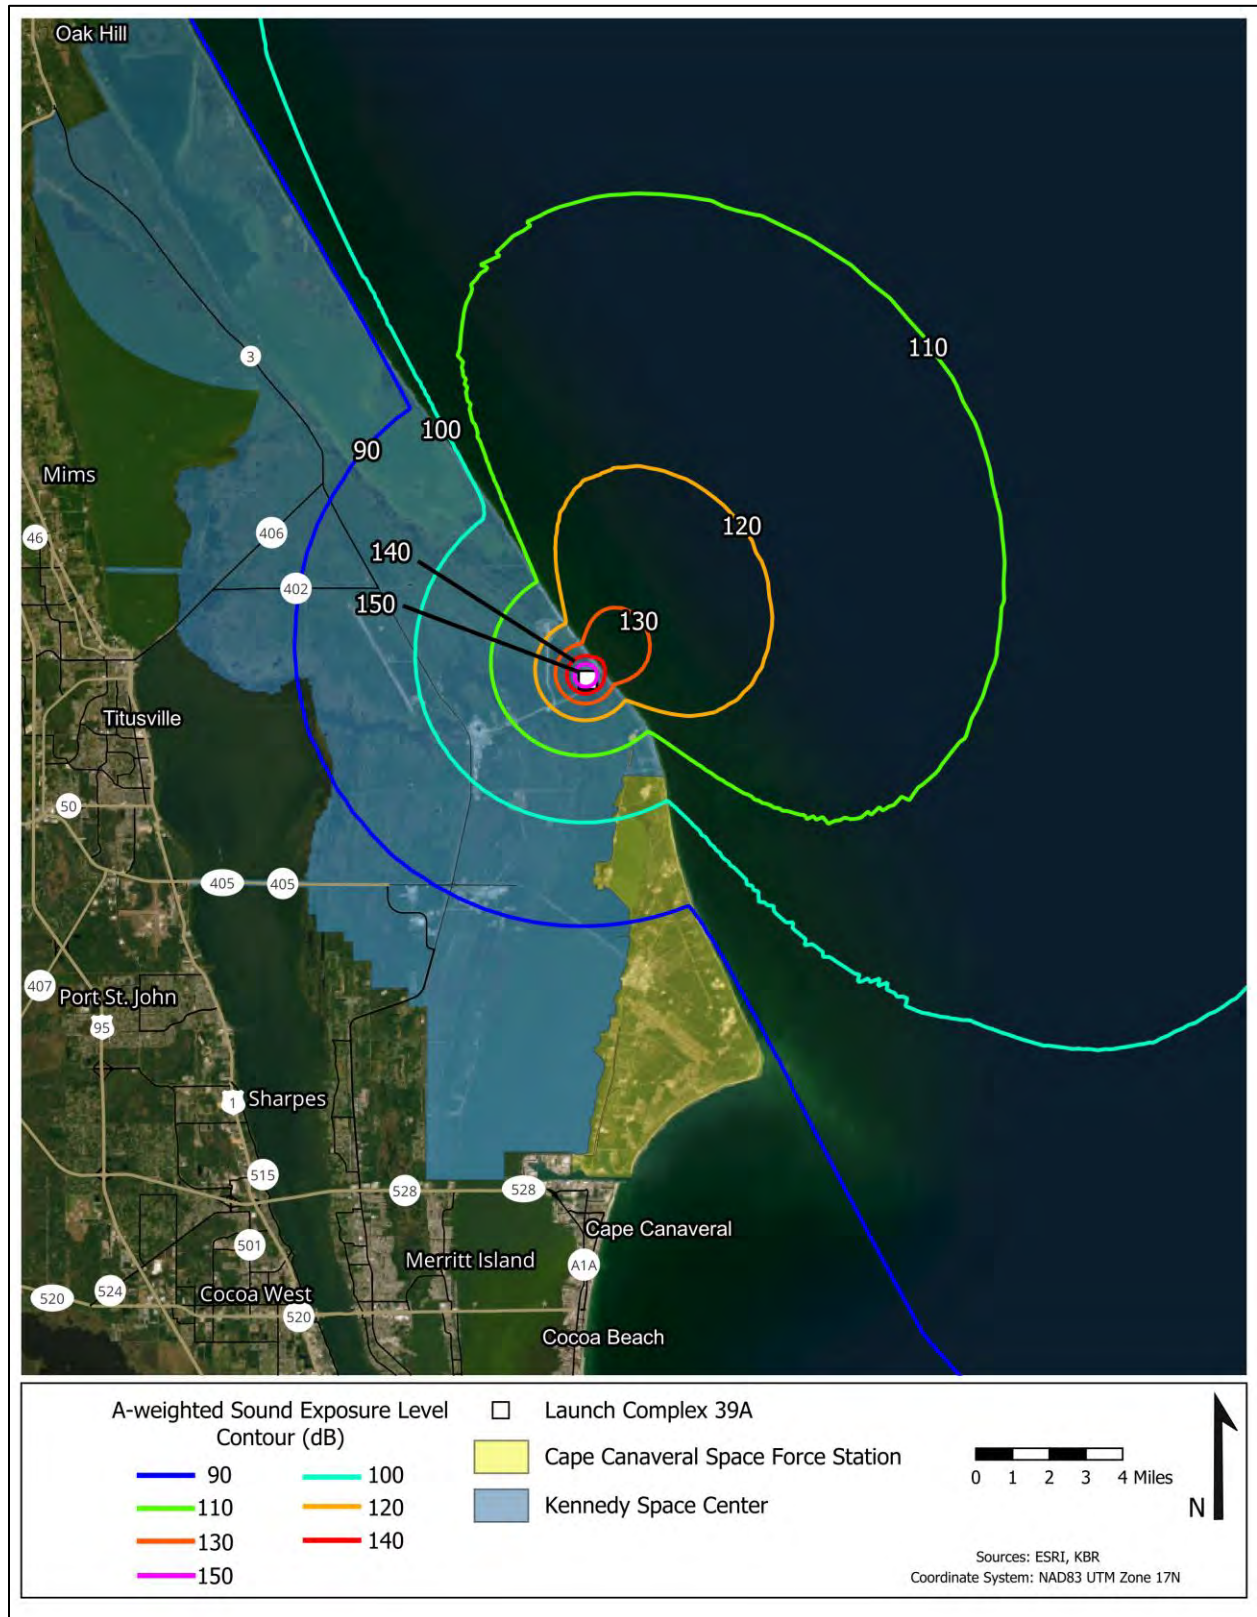 Oak Hill
3
110
90
100
Mims
46
406
120
140
402
150
130
Titusville
50
405
405
407
Port St. John
95
1
Sharpes
515
528
528
501
Cape Canaveral
Merritt Island
A1A
524
520
Cocoa West
520
Cocoa Beach
A-weighted Sound Exposure Level
Contour (dB)
90
100
110
120
130
140
150
Launch Complex 39A
Cape Canaveral Space Force Station
Kennedy Space Center
0 1 2 3 4 Miles
N
Sources: ESRI, KBR
Coordinate System: NAD83 UTM Zone 17N